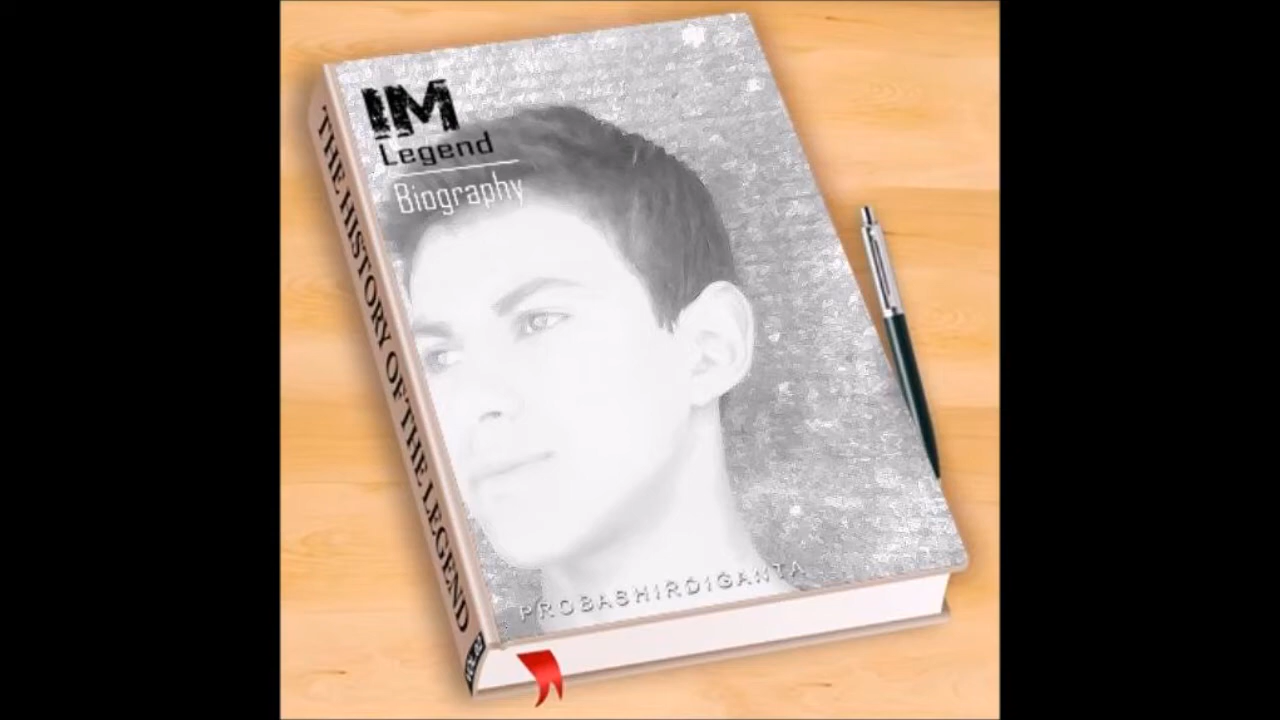 IM
Legend
Biography
THE HISTORY OF THE LEGEND
PROBASHIRDIGANTA